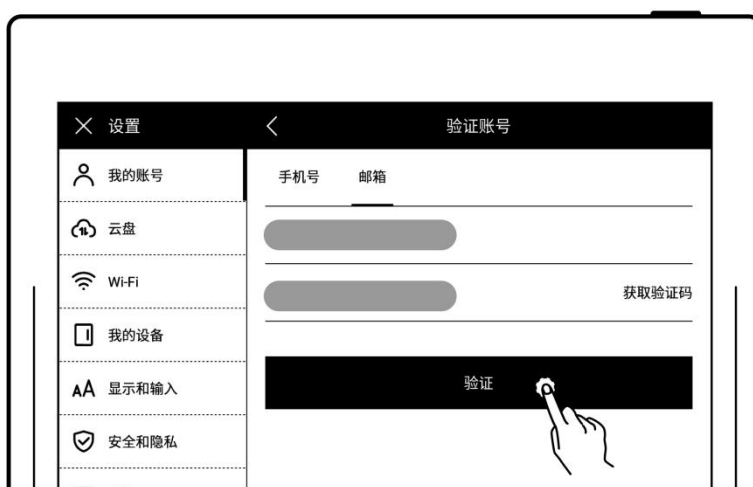 设置
验证账号
我的账号
手机号 邮箱
云盘
Wi-Fi
获取验证码
我的设备
验证
AA 显示和输入
安全和隐私